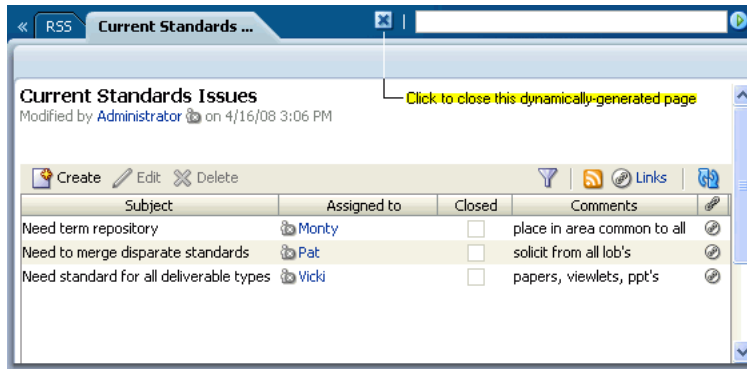 « RSS Current Standards ...
Click to close this dynamically-generated page
Current Standards Issues
Modified by Administrator on 4/16/08 3:06 PM
Create Edit Delete Links
Subject Assigned to Closed Comments
Need term repository Monty place in area common to all
Need to merge disparate standards Pat solicit from all lob's
Need standard for all deliverable types Vicki papers, viewlets, ppt's